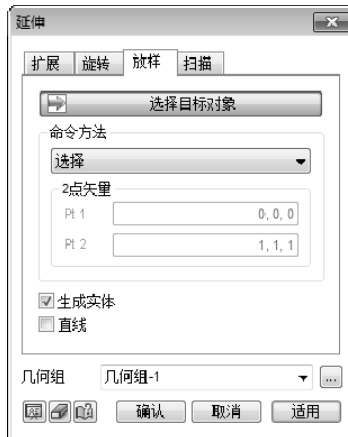 延伸
扩展 旋转 放样 扫描
选择目标对象
命令方法
选择
2点矢量
Pt 1 0, 0, 0
Pt 2 1, 1, 1
生成实体
直线
几何组 几何组-1 ...
确认 取消 适用